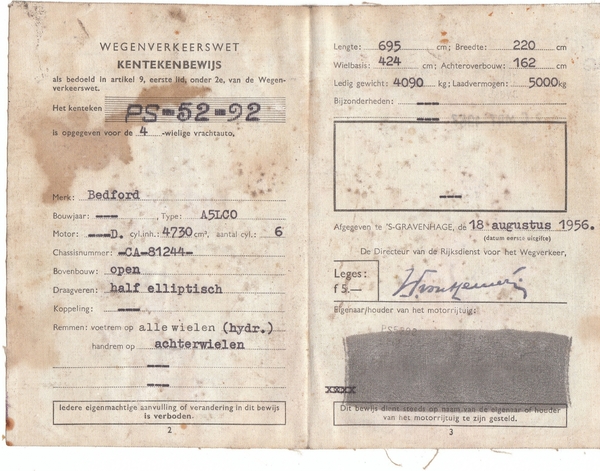 WEGENVERKEERSWET
KENTEKENBEWIJS
als bedoeld in artikel 9, eerste lid, onder 2e, van de Wegen-
verkeerswet.
Het kenteken PS-52-92
is opgegeven voor de 4 -wielige vrachtauto,
Merk: Bedford
Bouwjaar: ---, Type: A5LCO
Motor: ---D. cyl.inh.: 4730 cm³, aantal cyl.: 6
Chassisnummer: -CA-81244-
Bovenbouw: open
Draagveren: half elliptisch
Koppeling: ---
Remmen: voetrem op alle wielen (hydr.)
handrem op achterwielen
---
---
Iedere eigenmachtige aanvulling of verandering in dit bewijs
is verboden.
2
Lengte: 695 cm; Breedte: 220 cm
Wielbasis: 424 cm; Achteroverbouw: 162 cm
Ledig gewicht: 4090 kg; Laadvermogen: 5000 kg
Bijzonderheden: ---
---
---
Afgegeven te 'S-GRAVENHAGE, de 18 augustus 1956.
(datum eerste uitgifte)
De Directeur van de Rijksdienst voor het Wegverkeer,
Leges:
f 5.—
Eigenaar/houder van het motorrijtuig:
xxxx
Dit bewijs dient steeds op naam van de eigenaar of houder
van het motorrijtuig te zijn gesteld.
3